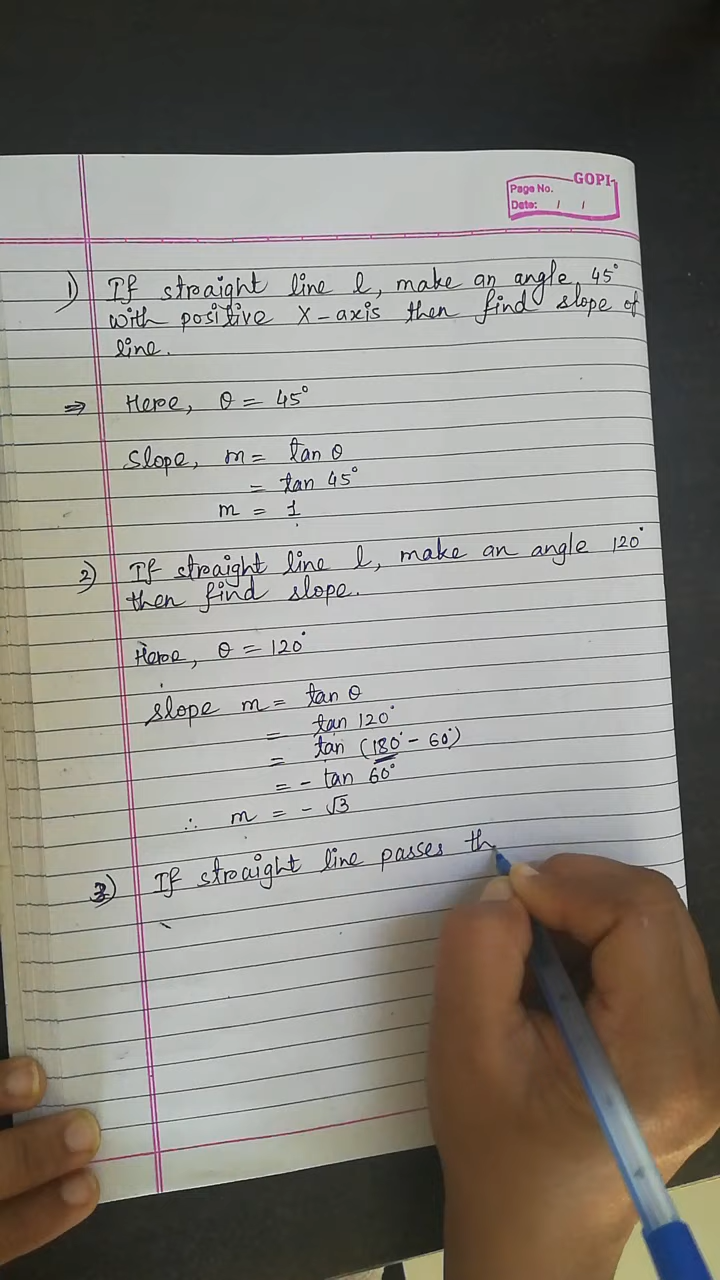 GOPI
Page No.
Date: / /
1) If straight line l, make an angle 45°
with positive X-axis then find slope of
line.
⇒ Here, θ = 45°
Slope, m = tan θ
= tan 45°
m = 1
2) If straight line l, make an angle 120°
then find slope.
Here, θ = 120°
slope m = tan θ
= tan 120°
= tan (180° - 60°)
= - tan 60°
∴ m = - √3
3) If straight line passes th